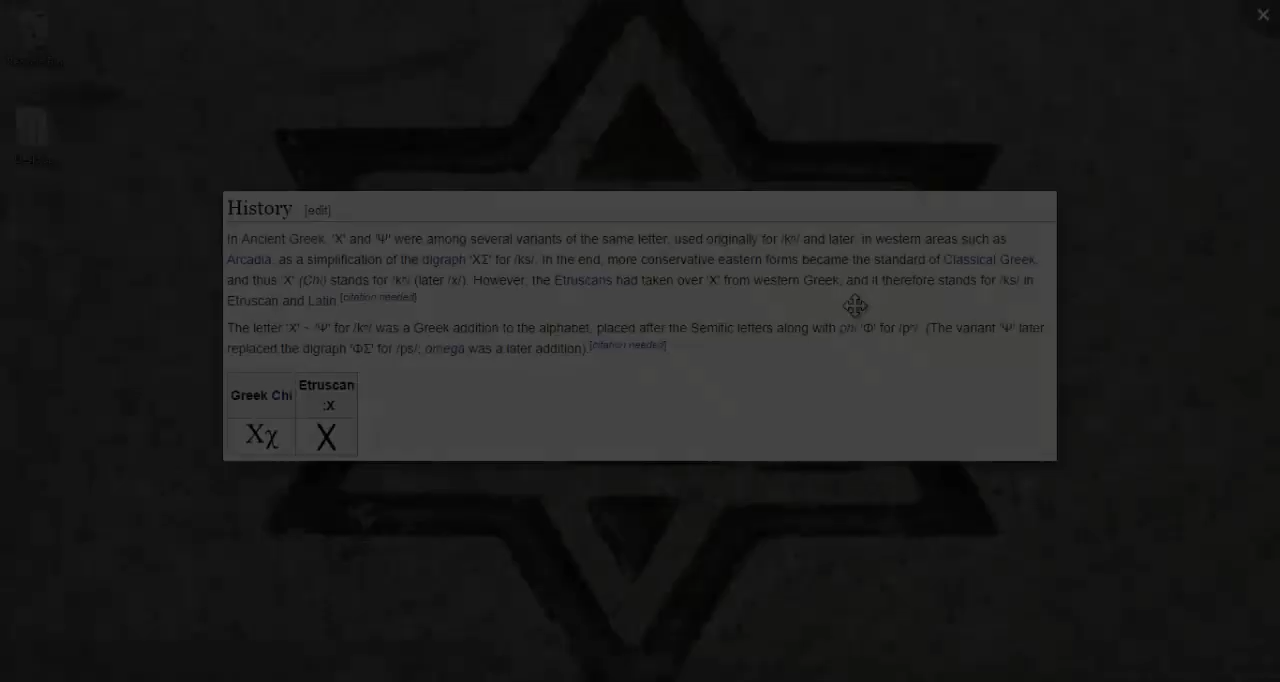 History [edit]
In Ancient Greek, 'Χ' and 'Ψ' were among several variants of the same letter, used originally for /kʰ/ and later, in western areas such as
Arcadia, as a simplification of the digraph 'ΧΣ' for /ks/. In the end, more conservative eastern forms became the standard of Classical Greek,
and thus 'Χ' (Chi) stands for /kʰ/ (later /x/). However, the Etruscans had taken over 'Χ' from western Greek, and it therefore stands for /ks/ in
Etruscan and Latin.[citation needed]
The letter 'Χ' ~ 'Ψ' for /kʰ/ was a Greek addition to the alphabet, placed after the Semitic letters along with phi 'Φ' for /pʰ/. (The variant 'Ψ' later
replaced the digraph 'ΦΣ' for /ps/; omega was a later addition).[citation needed]
Greek Chi Etruscan
:X
Χχ X